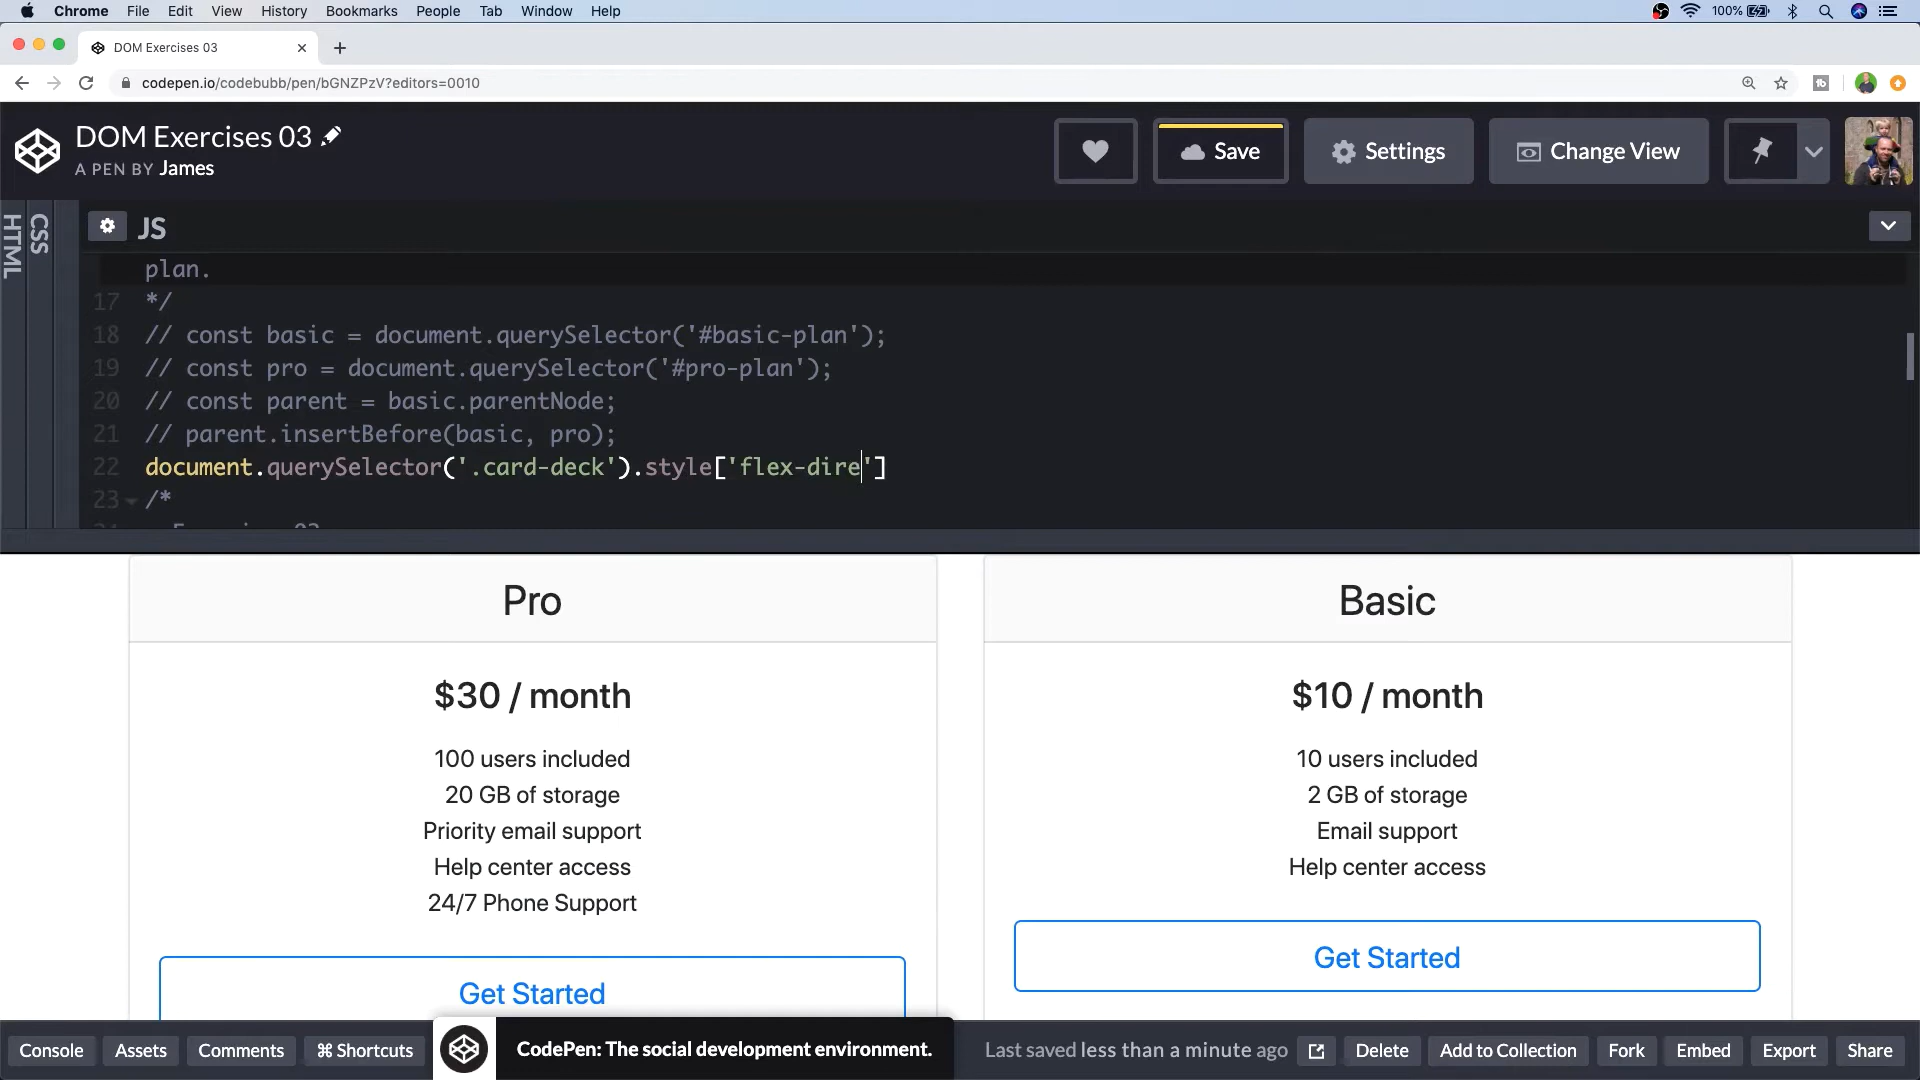 Chrome File Edit View History Bookmarks People Tab Window Help
100%
DOM Exercises 03
codepen.io/codebubb/pen/bGNZPzV?editors=0010
DOM Exercises 03
A PEN BY James
Save
Settings
Change View
HTML
CSS
JS
plan.
17 */
18 // const basic = document.querySelector('#basic-plan');
19 // const pro = document.querySelector('#pro-plan');
20 // const parent = basic.parentNode;
21 // parent.insertBefore(basic, pro);
22 document.querySelector('.card-deck').style['flex-dire']
23 /*
Pro
$30 / month
100 users included
20 GB of storage
Priority email support
Help center access
24/7 Phone Support
Get Started
Basic
$10 / month
10 users included
2 GB of storage
Email support
Help center access
Get Started
Console Assets Comments ⌘ Shortcuts
CodePen: The social development environment.
Last saved less than a minute ago
Delete Add to Collection Fork Embed Export Share